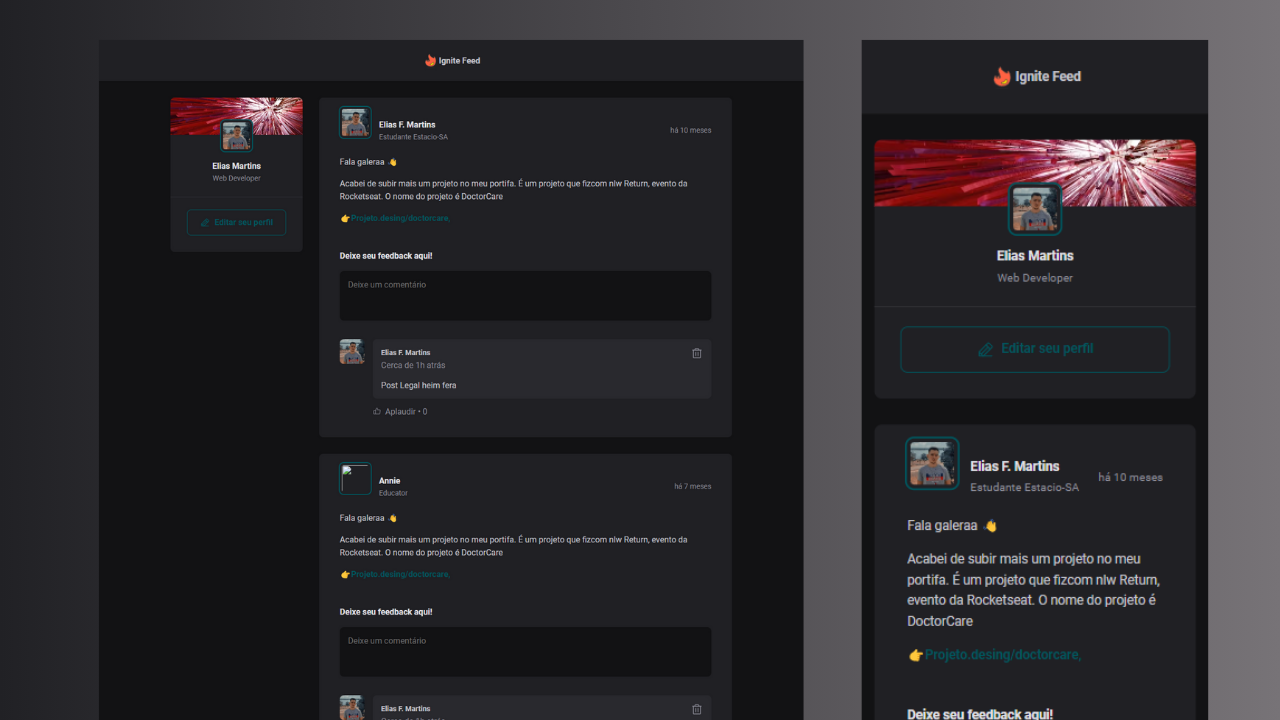 Ignite Feed
Elias Martins
Web Developer
Editar seu perfil
Elias F. Martins
Estudante Estacio-SA
há 10 meses
Fala galeraa 👋
Acabei de subir mais um projeto no meu portifa. É um projeto que fizcom nlw Return, evento da
Rocketseat. O nome do projeto é DoctorCare
👉Projeto.desing/doctorcare,
Deixe seu feedback aqui!
Deixe um comentário
Elias F. Martins
Cerca de 1h atrás
Post Legal heim fera
Aplaudir • 0
Annie
Educator
há 7 meses
Fala galeraa 👋
Acabei de subir mais um projeto no meu portifa. É um projeto que fizcom nlw Return, evento da
Rocketseat. O nome do projeto é DoctorCare
👉Projeto.desing/doctorcare,
Deixe seu feedback aqui!
Deixe um comentário
Elias F. Martins
Ignite Feed
Elias Martins
Web Developer
Editar seu perfil
Elias F. Martins
Estudante Estacio-SA
há 10 meses
Fala galeraa 👋
Acabei de subir mais um projeto no meu
portifa. É um projeto que fizcom nlw Return,
evento da Rocketseat. O nome do projeto é
DoctorCare
👉Projeto.desing/doctorcare,
Deixe seu feedback aqui!